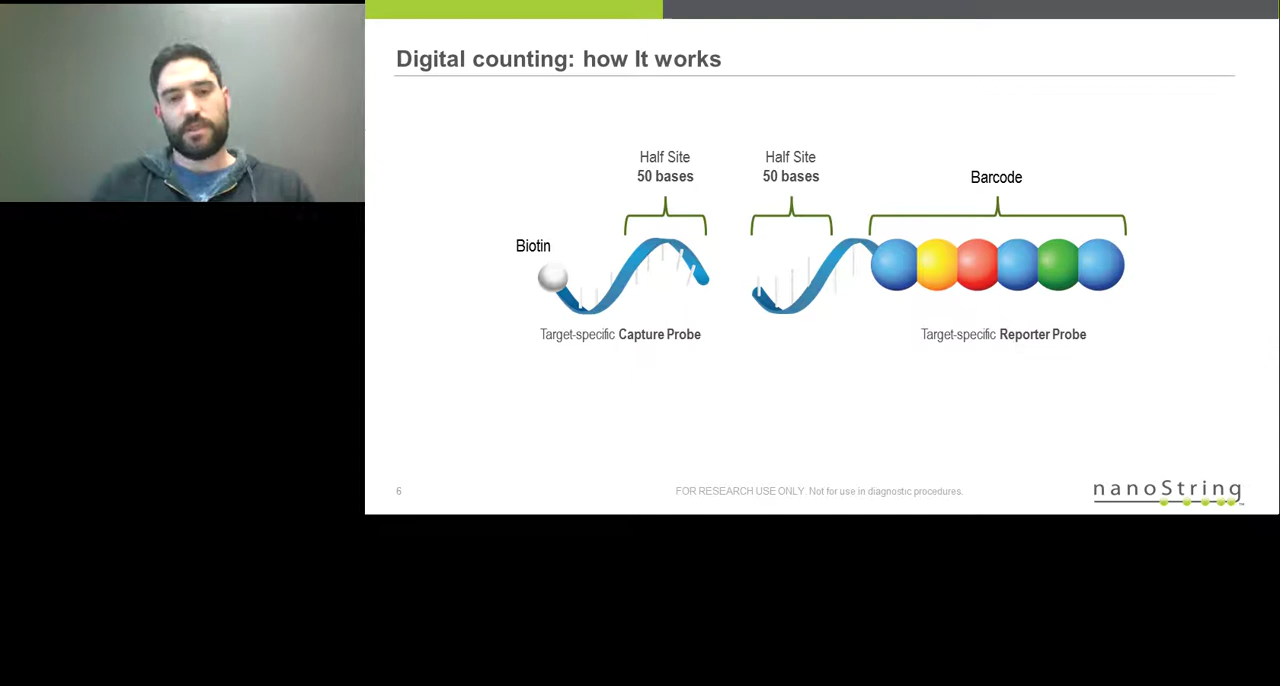 Digital counting: how It works
Half Site
50 bases
Half Site
50 bases
Barcode
Biotin
Target-specific Capture Probe
Target-specific Reporter Probe
6
FOR RESEARCH USE ONLY. Not for use in diagnostic procedures.
nanoString